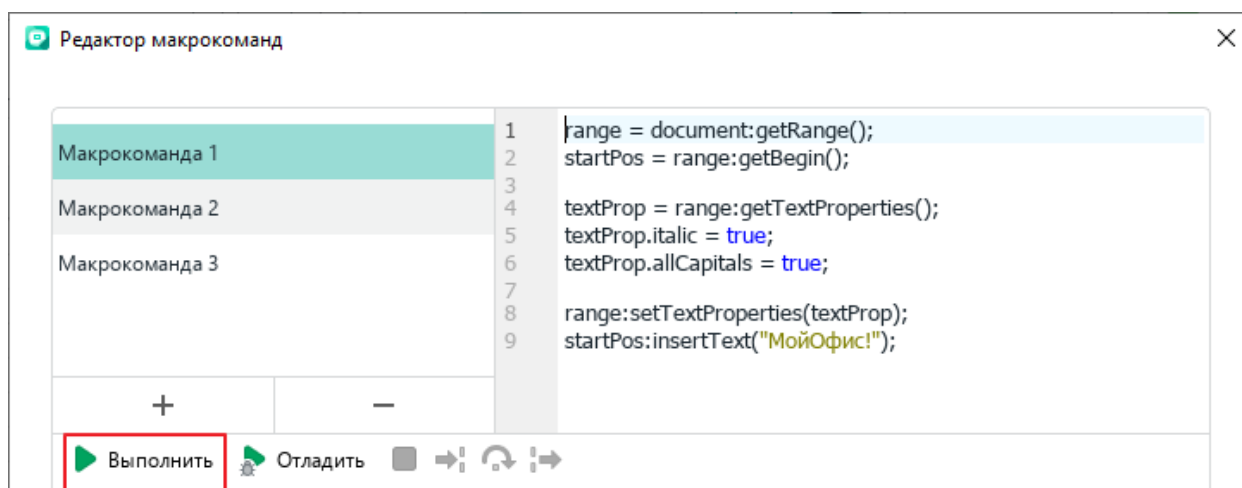 Редактор макрокоманд
Макрокоманда 1
Макрокоманда 2
Макрокоманда 3
1 range = document:getRange();
2 startPos = range:getBegin();
3
4 textProp = range:getTextProperties();
5 textProp.italic = true;
6 textProp.allCapitals = true;
7
8 range:setTextProperties(textProp);
9 startPos:insertText("МойОфис!");
+ −
Выполнить Отладить